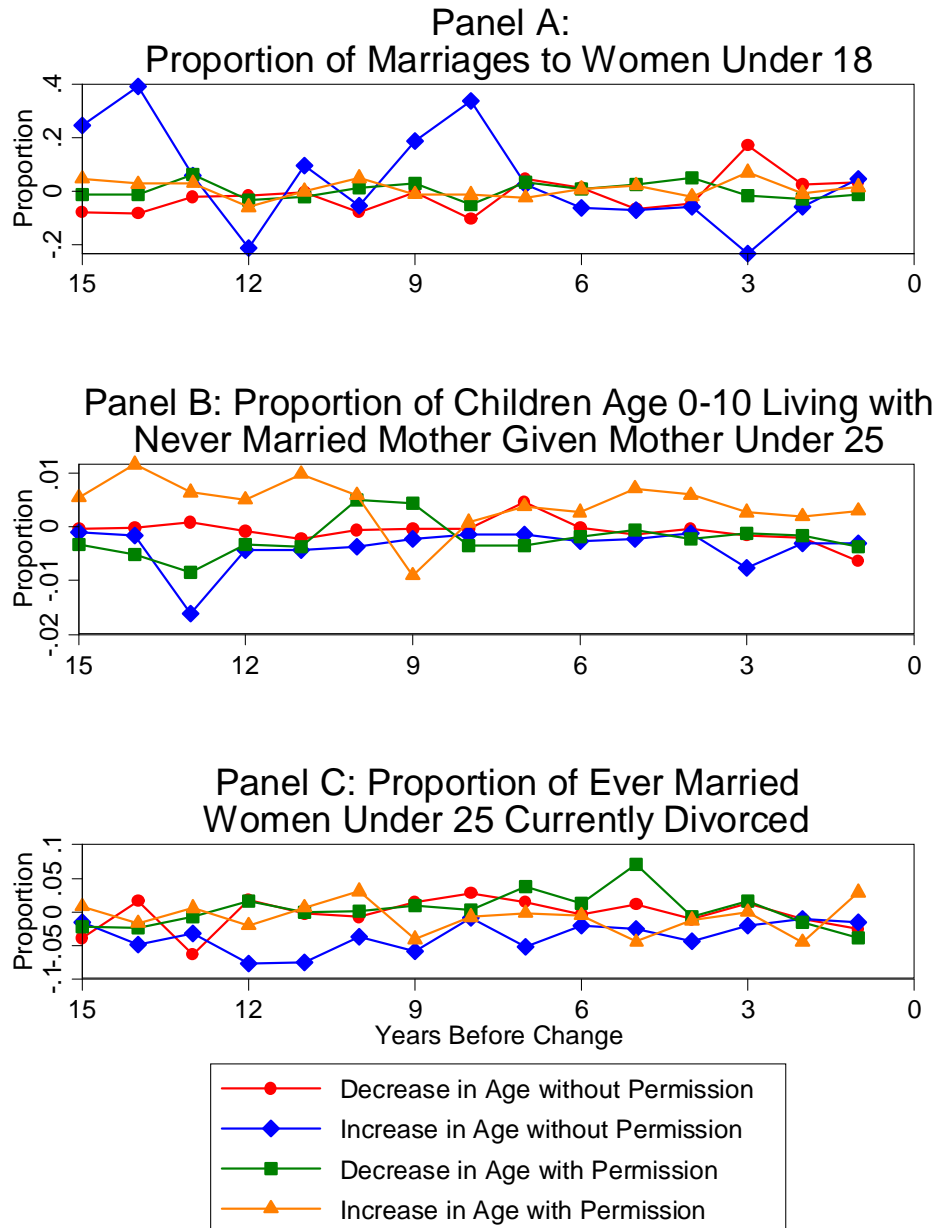 Panel A:
Proportion of Marriages to Women Under 18
Proportion
.4
.2
0
-.2
15 12 9 6 3 0
Panel B: Proportion of Children Age 0-10 Living with
Never Married Mother Given Mother Under 25
Proportion
.01
0
-.01
-.02
15 12 9 6 3 0
Panel C: Proportion of Ever Married
Women Under 25 Currently Divorced
Proportion
.1
.05
0
-.05
-.1
15 12 9 6 3 0
Years Before Change
Decrease in Age without Permission
Increase in Age without Permission
Decrease in Age with Permission
Increase in Age with Permission